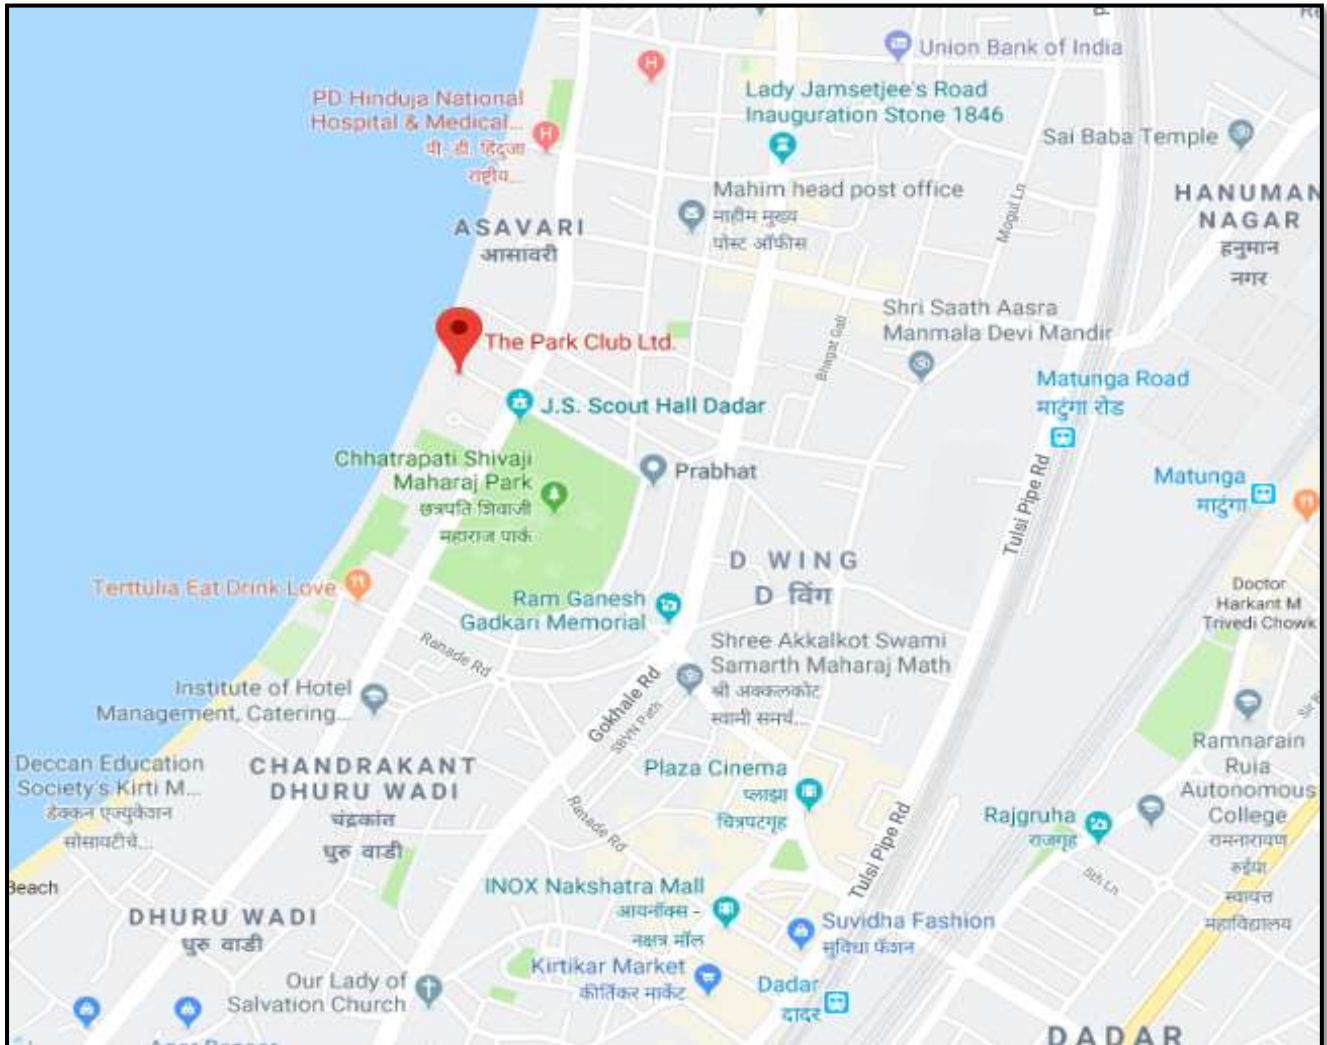 Union Bank of India
PD Hinduja National
Hospital & Medical...
पी. डी. हिंदुजा
राष्ट्रीय...
Lady Jamsetjee's Road
Inauguration Stone 1846
Sai Baba Temple
Mahim head post office
माहीम मुख्य
पोस्ट ऑफीस
Mogul Ln
HANUMAN
NAGAR
हनुमान
नगर
ASAVARI
आसावरी
Shri Saath Aasra
Manmala Devi Mandir
Bhagat Gali
The Park Club Ltd.
Matunga Road
माटुंगा रोड
J.S. Scout Hall Dadar
Chhatrapati Shivaji
Maharaj Park
छत्रपति शिवाजी
महाराज पार्क
Prabhat
Tulsi Pipe Rd
Matunga
माटुंगा
D WING
D विंग
Terttulia Eat Drink Love
Ram Ganesh
Gadkari Memorial
Doctor
Harkant M
Trivedi Chowk
Ranade Rd
Shree Akkalkot Swami
Samarth Maharaj Math
श्री अक्कलकोट
स्वामी समर्थ...
Gokhale Rd
SBVN Path
Institute of Hotel
Management, Catering...
Deccan Education
Society's Kirti M...
डेक्कन एज्युकेशन
सोसायटीचे...
CHANDRAKANT
DHURU WADI
चंद्रकांत
धुरु वाडी
Plaza Cinema
प्लाझा
चित्रपटगृह
Ranade Rd
Tulsi Pipe Rd
Ramnarain
Ruia
Autonomous
College
रामनारायण
रुईया
स्वायत्त
महाविद्यालय
Rajgruha
राजगृह
5th Ln
Beach
DHURU WADI
धुरु वाडी
INOX Nakshatra Mall
आयनॉक्स -
नक्षत्र मॉल
Suvidha Fashion
सुविधा फॅशन
Our Lady of
Salvation Church
Kirtikar Market
कीर्तिकर मार्केट
Dadar
दादर
DADAR